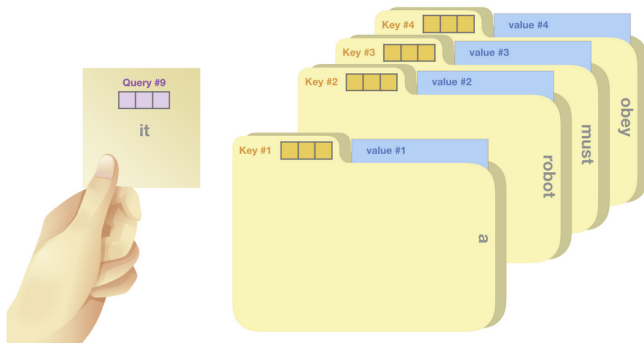 Query #9
it
Key #1
value #1
a
Key #2
value #2
robot
Key #3
value #3
must
Key #4
value #4
obey